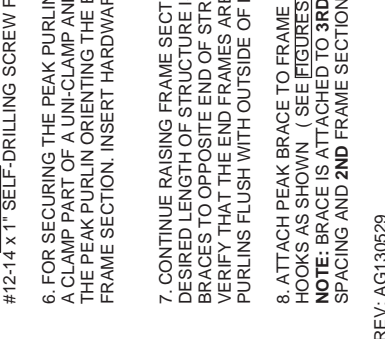 #12-14 x 1" SELF-DRILLING SCREW
6. FOR SECURING THE PEAK PURLIN
A CLAMP PART OF A UNI-CLAMP AND
THE PEAK PURLIN ORIENTING THE
FRAME SECTION. INSERT HARDWAR
7. CONTINUE RAISING FRAME SECT
DESIRED LENGTH OF STRUCTURE
BRACES TO OPPOSITE END OF STR
VERIFY THAT THE END FRAMES ARE
PURLINS FLUSH WITH OUTSIDE OF
8. ATTACH PEAK BRACE TO FRAME
HOOKS AS SHOWN ( SEE FIGURES
NOTE: BRACE IS ATTACHED TO 3RD
SPACING AND 2ND FRAME SECTION
REV: AG130529